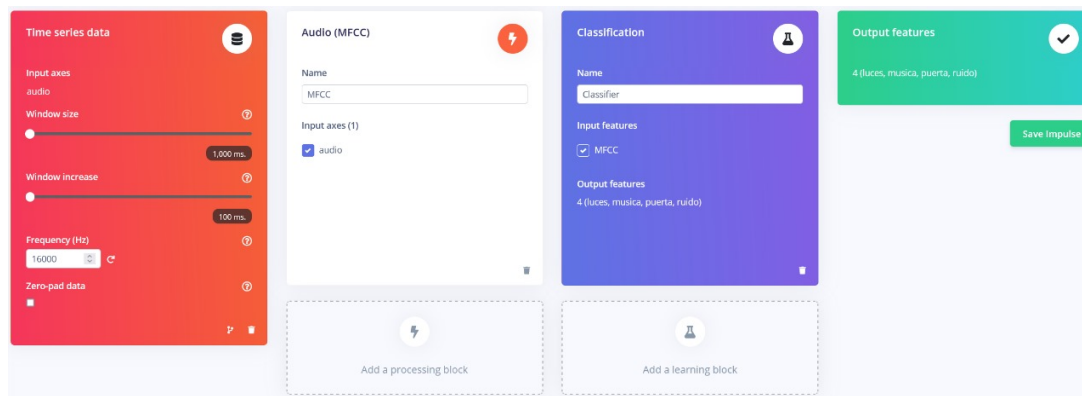 Time series data
Input axes
audio
Window size
1,000 ms.
Window increase
100 ms.
Frequency (Hz)
16000
Zero-pad data
Audio (MFCC)
Name
MFCC
Input axes (1)
audio
Add a processing block
Classification
Name
Classifier
Input features
MFCC
Output features
4 (luces, musica, puerta, ruido)
Add a learning block
Output features
4 (luces, musica, puerta, ruido)
Save Impulse